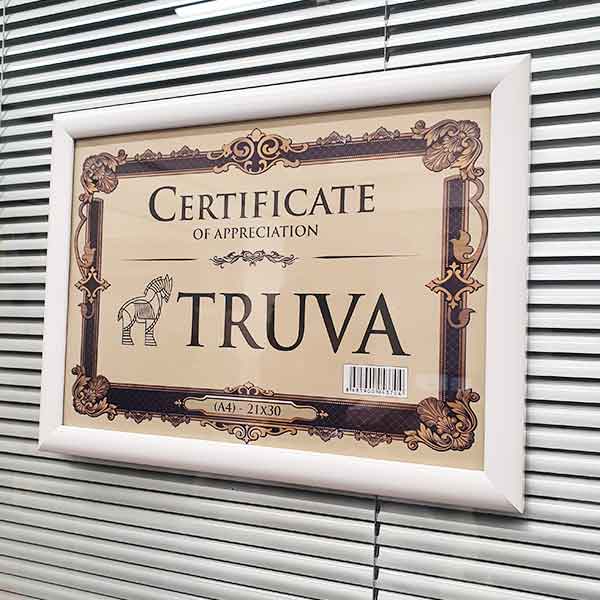 CERTIFICATE
OF APPRECIATION
TRUVA
(A4) - 21X30